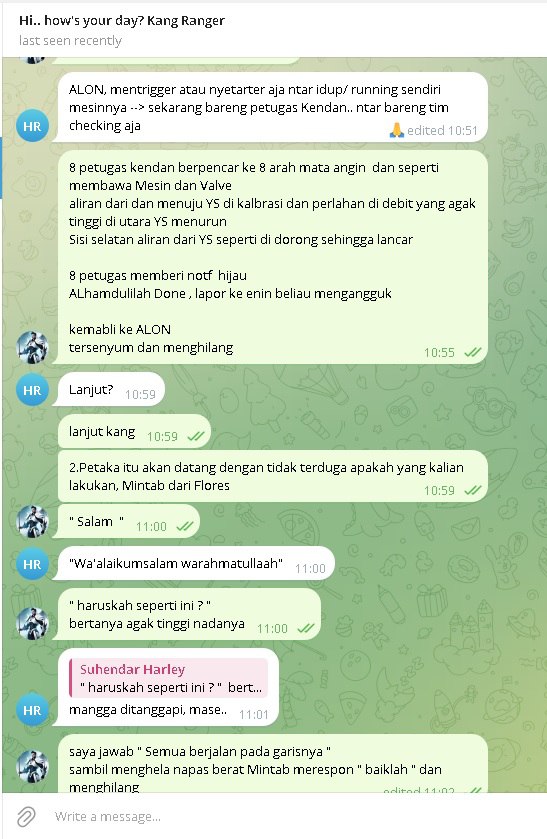 Hi.. how's your day? Kang Ranger
last seen recently
ALON, mentrigger atau nyetarter aja ntar idup/ running sendiri
mesinnya --> sekarang bareng petugas Kendan.. ntar bareng tim
checking aja
edited 10:51
HR
8 petugas kendan berpencar ke 8 arah mata angin  dan seperti
membawa Mesin dan Valve
aliran dari dan menuju YS di kalbrasi dan perlahan di debit yang agak
tinggi di utara YS menurun
Sisi selatan aliran dari YS seperti di dorong sehingga lancar
8 petugas memberi notf  hijau
ALhamdulilah Done , lapor ke enin beliau mengangguk
kemabli ke ALON
tersenyum dan menghilang
10:55
HR
Lanjut?
10:59
lanjut kang
10:59
2.Petaka itu akan datang dengan tidak terduga apakah yang kalian
lakukan, Mintab dari Flores
10:59
" Salam  "
11:00
HR
"Wa'alaikumsalam warahmatullaah"
11:00
" haruskah seperti ini ? "
bertanya agak tinggi nadanya
11:00
Suhendar Harley
" haruskah seperti ini ? "  bert...
mangga ditanggapi, mase..
11:01
HR
saya jawab " Semua berjalan pada garisnya "
sambil menghela napas berat Mintab merespon " baiklah " dan
menghilang
edited 11:02
Write a message...